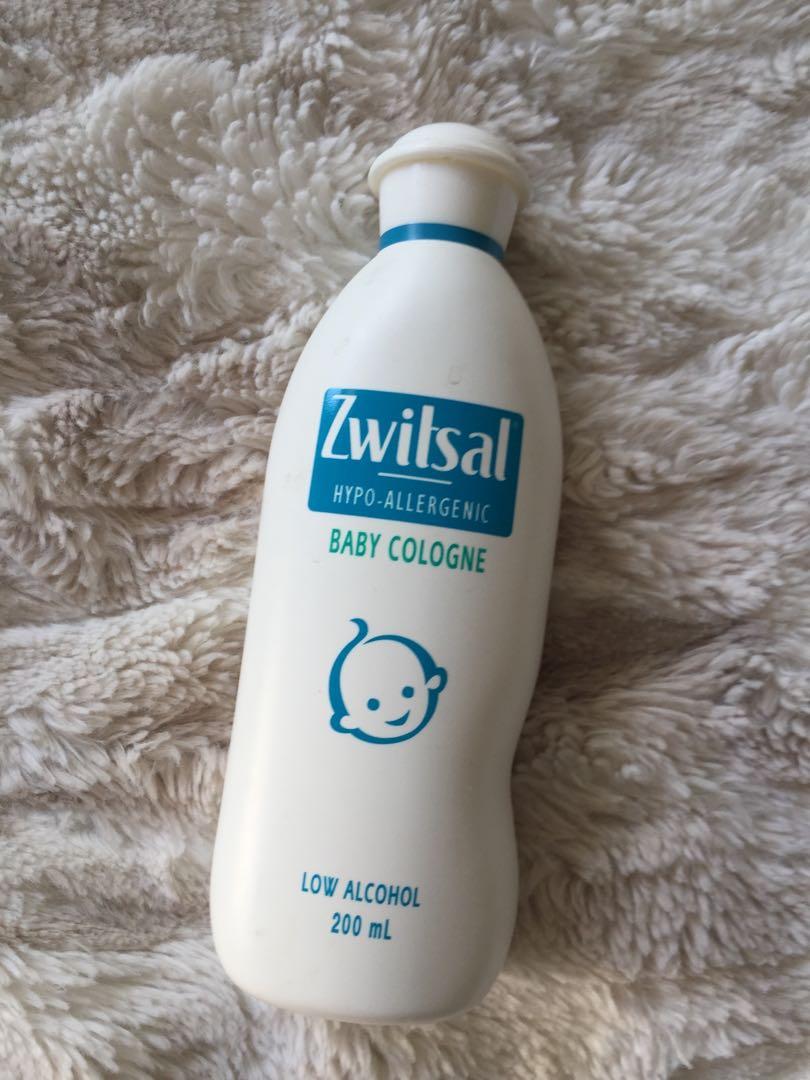 Zwitsal
HYPO-ALLERGENIC
BABY COLOGNE
LOW ALCOHOL
200 mL